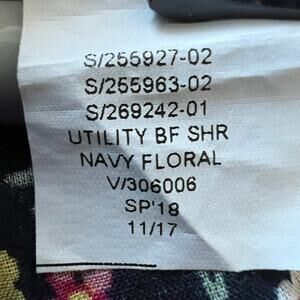 S/255927-02
S/255963-02
S/269242-01
UTILITY BF SHR
NAVY FLORAL
V/306006
SP'18
11/17